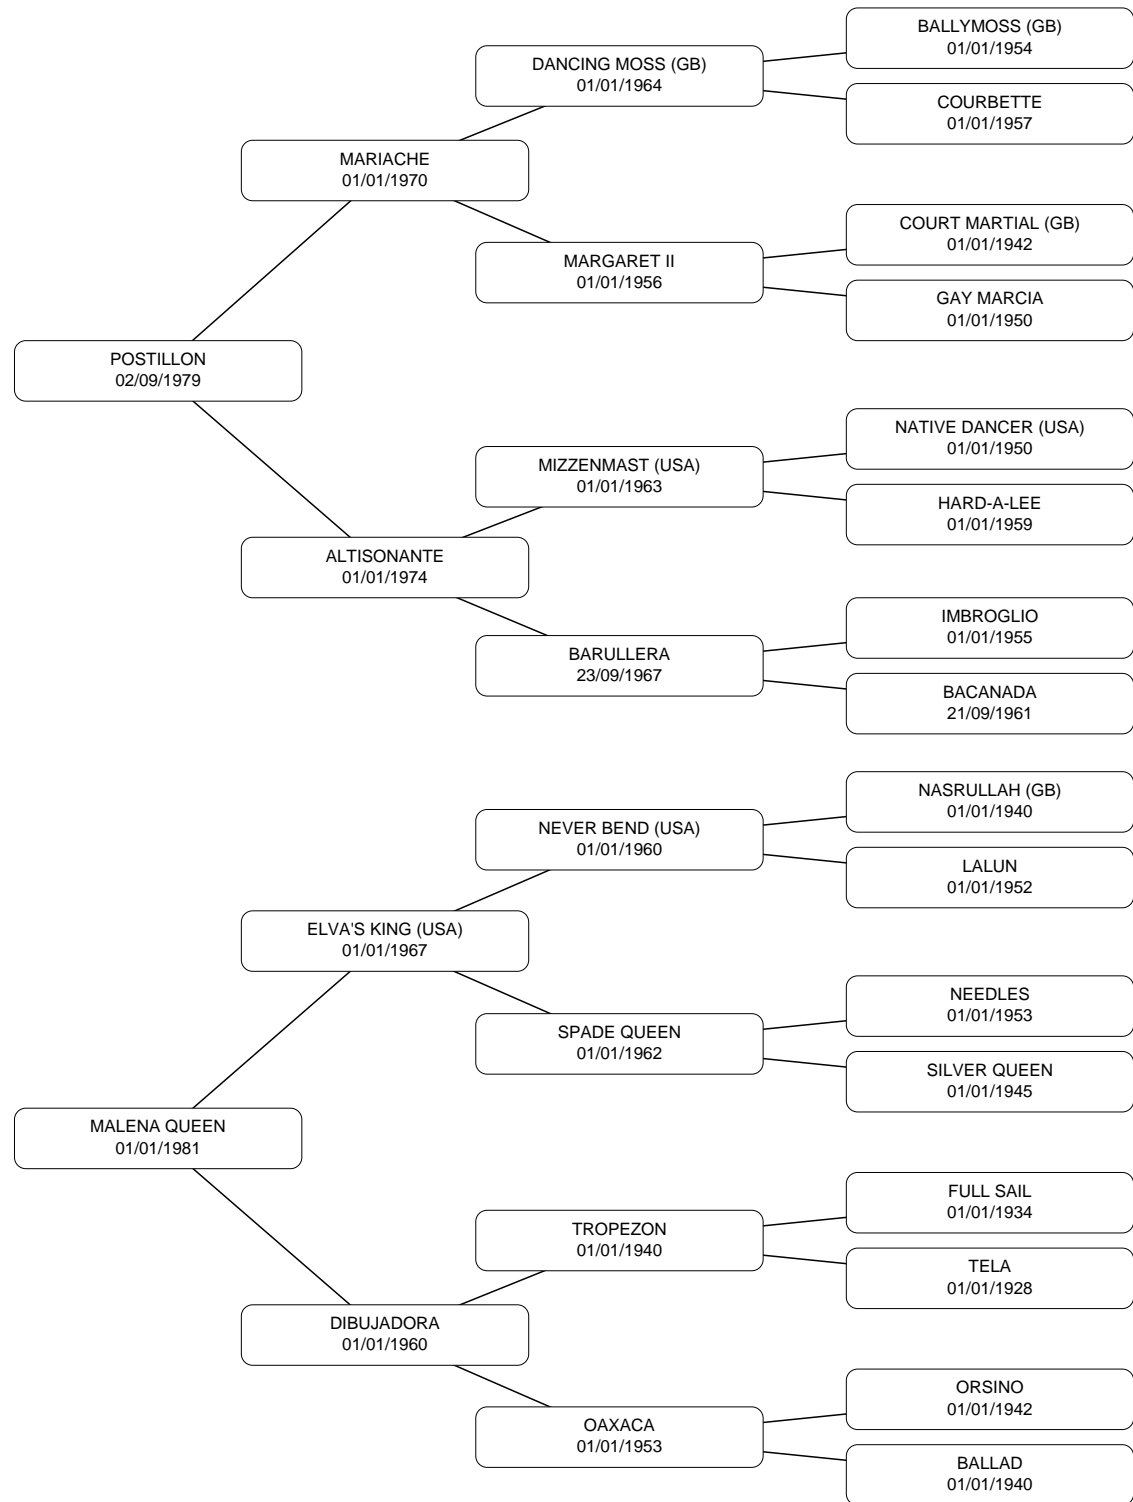 BALLYMOSS (GB)
01/01/1954
DANCING MOSS (GB)
01/01/1964
COURBETTE
01/01/1957
MARIACHE
01/01/1970
COURT MARTIAL (GB)
01/01/1942
MARGARET II
01/01/1956
GAY MARCIA
01/01/1950
POSTILLON
02/09/1979
NATIVE DANCER (USA)
01/01/1950
MIZZENMAST (USA)
01/01/1963
HARD-A-LEE
01/01/1959
ALTISONANTE
01/01/1974
IMBROGLIO
01/01/1955
BARULLERA
23/09/1967
BACANADA
21/09/1961
NASRULLAH (GB)
01/01/1940
NEVER BEND (USA)
01/01/1960
LALUN
01/01/1952
ELVA'S KING (USA)
01/01/1967
NEEDLES
01/01/1953
SPADE QUEEN
01/01/1962
SILVER QUEEN
01/01/1945
MALENA QUEEN
01/01/1981
FULL SAIL
01/01/1934
TROPEZON
01/01/1940
TELA
01/01/1928
DIBUJADORA
01/01/1960
ORSINO
01/01/1942
OAXACA
01/01/1953
BALLAD
01/01/1940